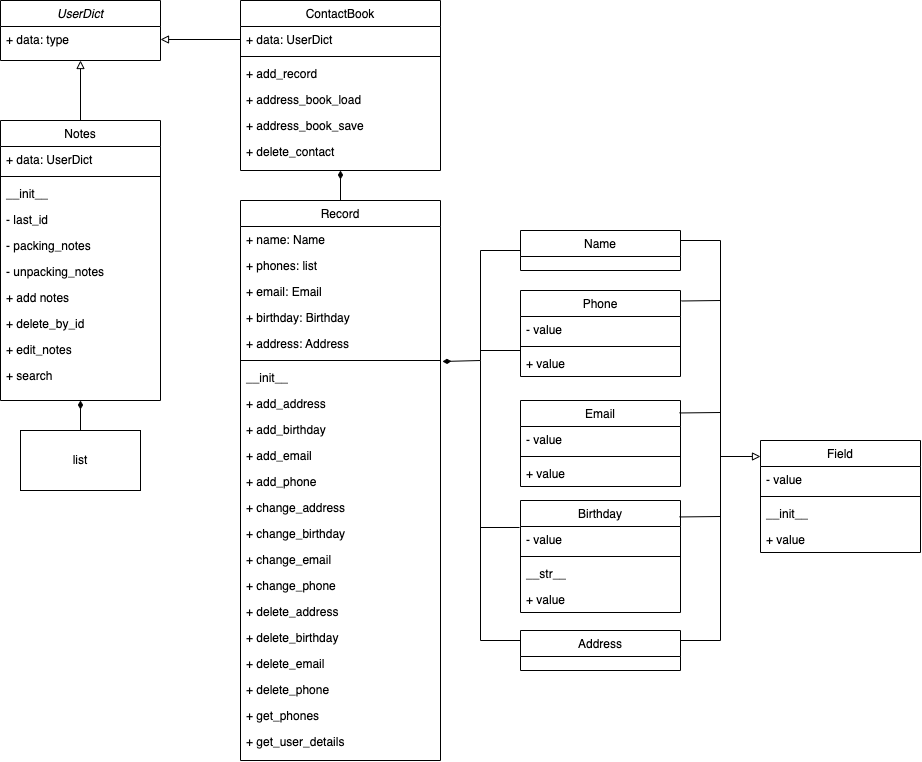 UserDict
+ data: type
ContactBook
+ data: UserDict
+ add_record
+ address_book_load
+ address_book_save
+ delete_contact
Notes
+ data: UserDict
__init__
- last_id
- packing_notes
- unpacking_notes
+ add notes
+ delete_by_id
+ edit_notes
+ search
list
Record
+ name: Name
+ phones: list
+ email: Email
+ birthday: Birthday
+ address: Address
__init__
+ add_address
+ add_birthday
+ add_email
+ add_phone
+ change_address
+ change_birthday
+ change_email
+ change_phone
+ delete_address
+ delete_birthday
+ delete_email
+ delete_phone
+ get_phones
+ get_user_details
Name
Phone
- value
+ value
Email
- value
+ value
Birthday
- value
__str__
+ value
Address
Field
- value
__init__
+ value